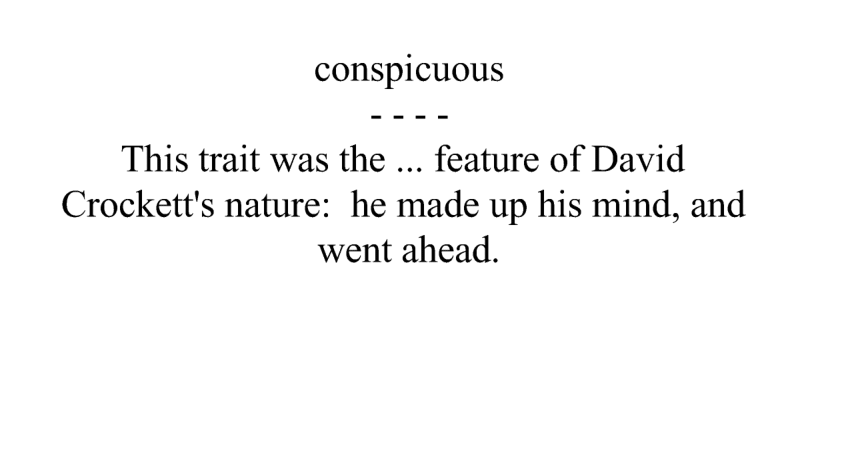 conspicuous
- - - -
This trait was the ... feature of David
Crockett's nature:  he made up his mind, and
went ahead.